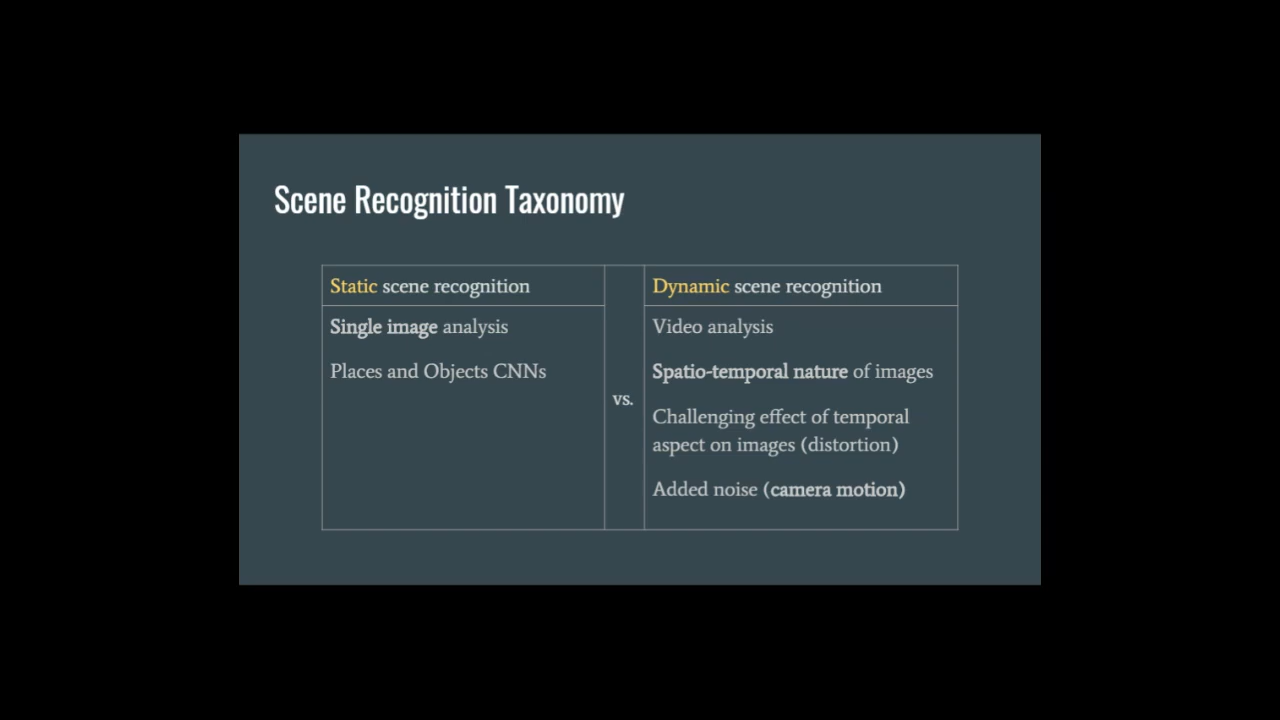 Scene Recognition Taxonomy
Static scene recognition
Single image analysis
Places and Objects CNNs
vs.
Dynamic scene recognition
Video analysis
Spatio-temporal nature of images
Challenging effect of temporal
aspect on images (distortion)
Added noise (camera motion)